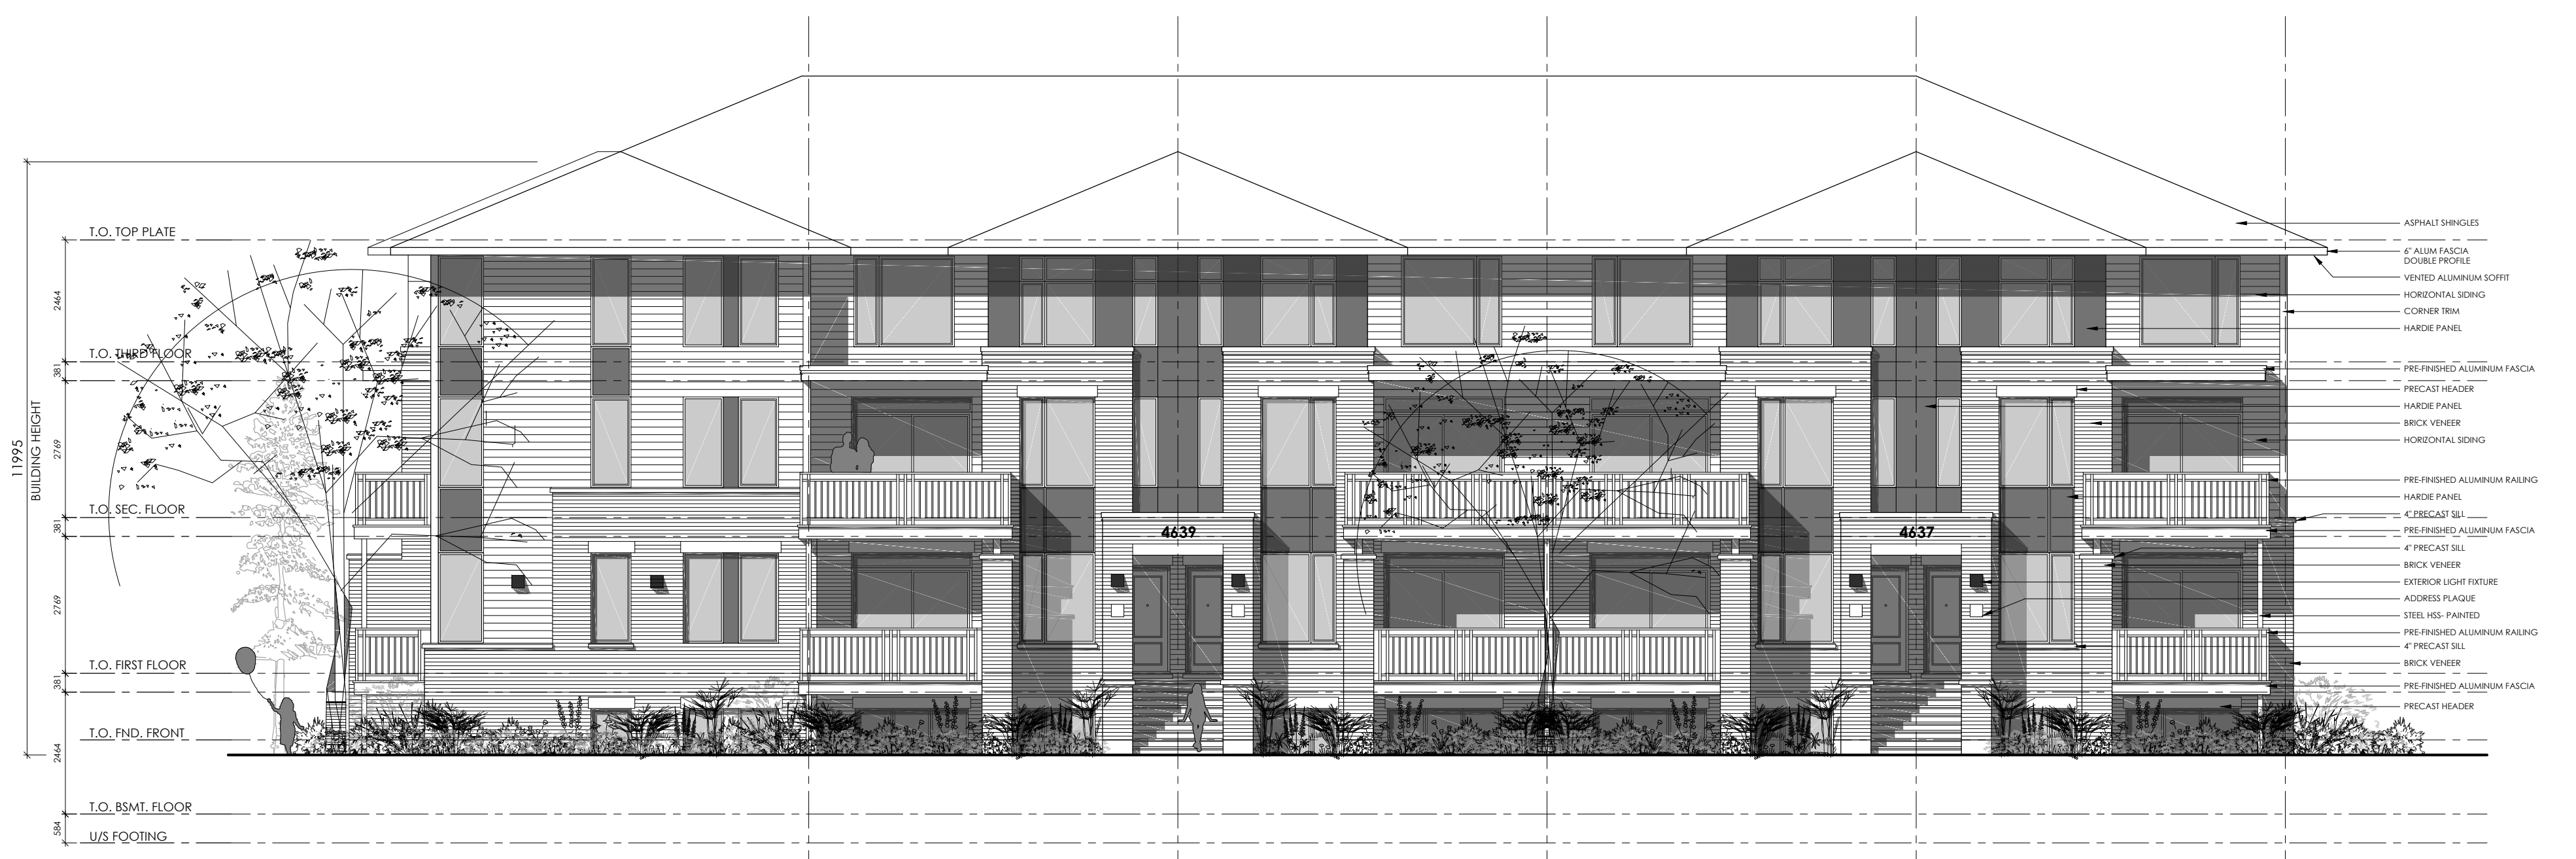 T.O. TOP PLATE
2464
T.O. THIRD FLOOR
381
2769
11995
BUILDING HEIGHT
T.O. SEC. FLOOR
381
2769
T.O. FIRST FLOOR
381
T.O. FND. FRONT
2464
T.O. BSMT. FLOOR
584
U/S FOOTING
4639
4637
ASPHALT SHINGLES
6" ALUM FASCIA
DOUBLE PROFILE
VENTED ALUMINUM SOFFIT
HORIZONTAL SIDING
CORNER TRIM
HARDIE PANEL
PRE-FINISHED ALUMINUM FASCIA
PRECAST HEADER
HARDIE PANEL
BRICK VENEER
HORIZONTAL SIDING
PRE-FINISHED ALUMINUM RAILING
HARDIE PANEL
4" PRECAST SILL
PRE-FINISHED ALUMINUM FASCIA
4" PRECAST SILL
BRICK VENEER
EXTERIOR LIGHT FIXTURE
ADDRESS PLAQUE
STEEL HSS- PAINTED
PRE-FINISHED ALUMINUM RAILING
4" PRECAST SILL
BRICK VENEER
PRE-FINISHED ALUMINUM FASCIA
PRECAST HEADER